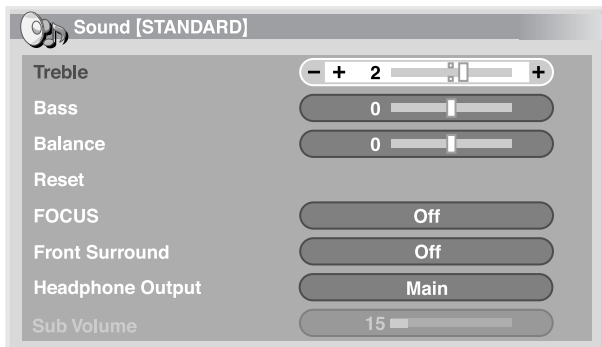 Sound [STANDARD]
Treble - + 2 +
Bass 0
Balance 0
Reset
FOCUS Off
Front Surround Off
Headphone Output Main
Sub Volume 15